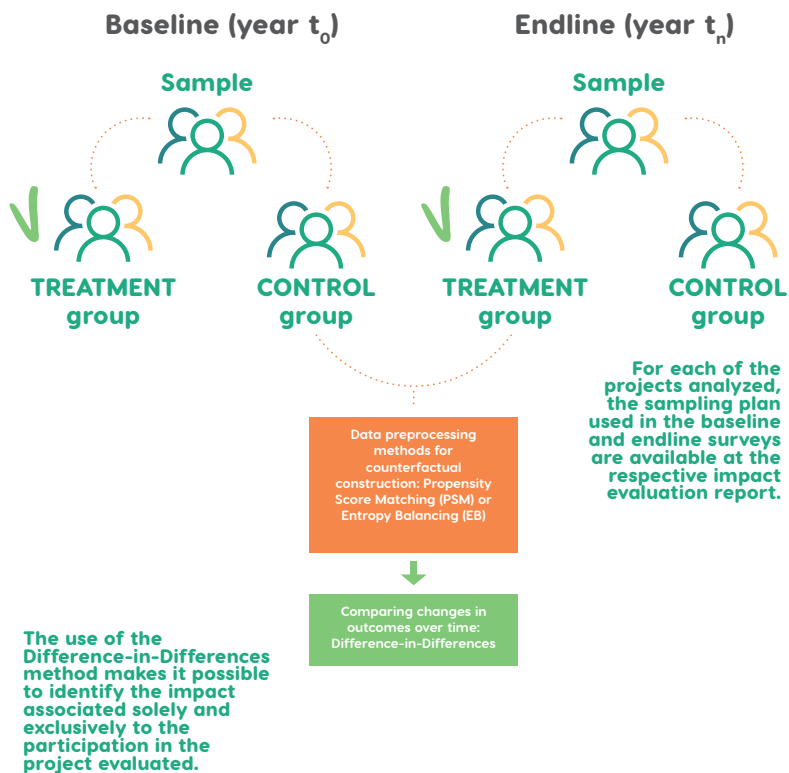 Baseline (year t0)
Endline (year tn)
Sample
Sample
TREATMENT
group
CONTROL
group
TREATMENT
group
CONTROL
group
For each of the
projects analyzed,
the sampling plan
used in the baseline
and endline surveys
are available at the
respective impact
evaluation report.
Data preprocessing
methods for
counterfactual
construction: Propensity
Score Matching (PSM) or
Entropy Balancing (EB)
Comparing changes in
outcomes over time:
Difference-in-Differences
The use of the
Difference-in-Differences
method makes it possible
to identify the impact
associated solely and
exclusively to the
participation in the
project evaluated.